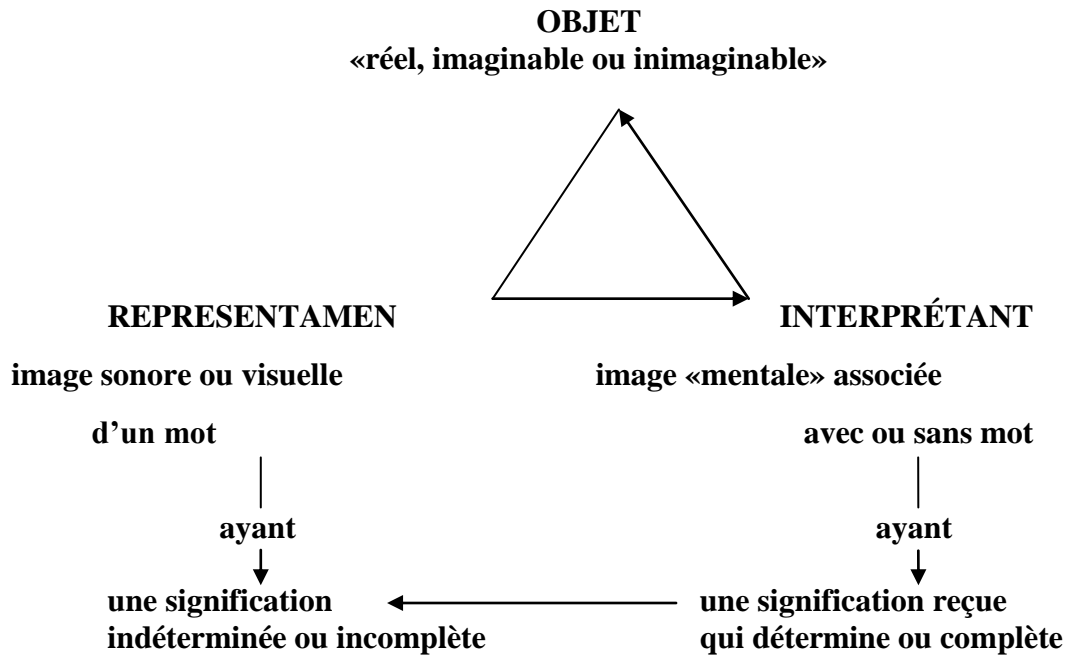 OBJET
«réel, imaginable ou inimaginable»
REPRESENTAMEN
INTERPRÉTANT
image sonore ou visuelle
image «mentale» associée
d’un mot
avec ou sans mot
ayant
ayant
une signification
indéterminée ou incomplète
une signification reçue
qui détermine ou complète